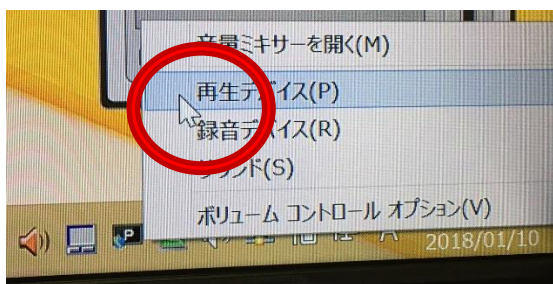 音量ミキサーを開く(M)
再生デバイス(P)
録音デバイス(R)
サウンド(S)
ボリューム コントロール オプション(V)
A
2018/01/10